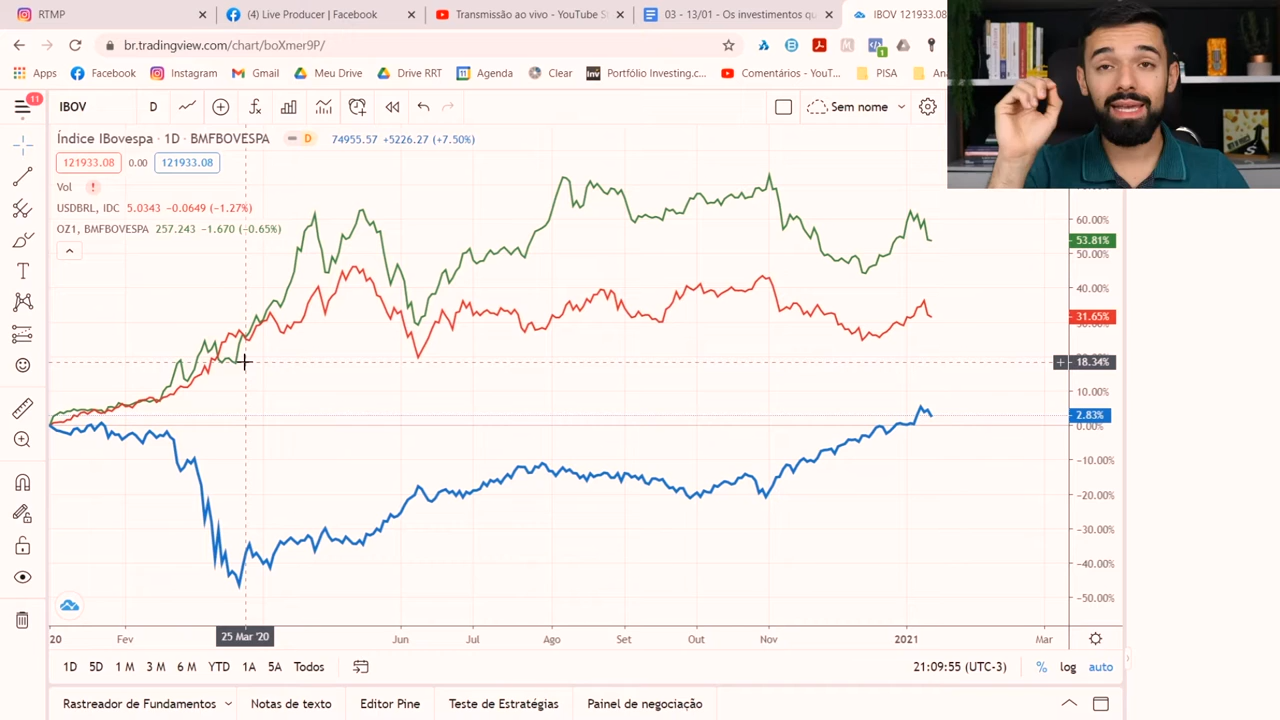 RTMP
(4) Live Producer | Facebook
Transmissão ao vivo - YouTube S
03 - 13/01 - Os investimentos qu
IBOV 121933.08
br.tradingview.com/chart/boXmer9P/
Apps
Facebook
Instagram
Gmail
Meu Drive
Drive RRT
Agenda
Clear
Portfólio Investing.c...
Comentários - YouT...
PISA
11
IBOV
D
Sem nome
Índice IBovespa · 1D · BMFBOVESPA
D
74955.57 +5226.27 (+7.50%)
121933.08
0.00
121933.08
Vol
USDBRL, IDC 5.0343 −0.0649 (−1.27%)
OZ1, BMFBOVESPA 257.243 −1.670 (−0.65%)
60.00%
53.81%
50.00%
40.00%
31.65%
18.34%
10.00%
2.83%
0.00%
−10.00%
−20.00%
−30.00%
−40.00%
−50.00%
20
Fev
25 Mar '20
Jun
Jul
Ago
Set
Out
Nov
2021
Mar
1D
5D
1 M
3 M
6 M
YTD
1A
5A
Todos
21:09:55 (UTC-3)
%
log
auto
Rastreador de Fundamentos
Notas de texto
Editor Pine
Teste de Estratégias
Painel de negociação